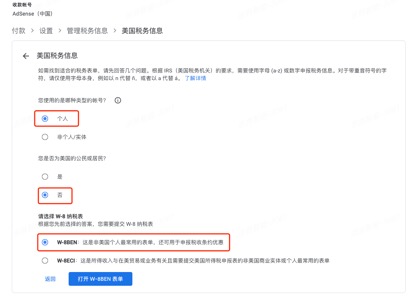 收款帐号
AdSense（中国）
付款 > 设置 > 管理税务信息 > 美国税务信息
← 美国税务信息
如需找到适合的税务表单，请先回答几个问题。根据 IRS（美国税务机关）的要求，需要使用字母 (a-z) 或数字申报税务信息。对于带重音符号的字
符，请仅使用字母本身，例如以 n 代替 ñ，或者以 a 代替 á。 了解详情
您使用的是哪种类型的帐号？
个人
非个人/实体
您是否为美国的公民或居民？
是
否
请选择 W-8 纳税表
根据您先前选择的答案，您需要提交 W-8 纳税表
W-8BEN：这是非美国个人最常用的表单，还可用于申报税收条约优惠
W-8ECI：这是所得收入与在美贸易或业务有关且需要提交美国所得税申报表的非美国商业实体或个人最常用的表单
返回 打开 W-8BEN 表单